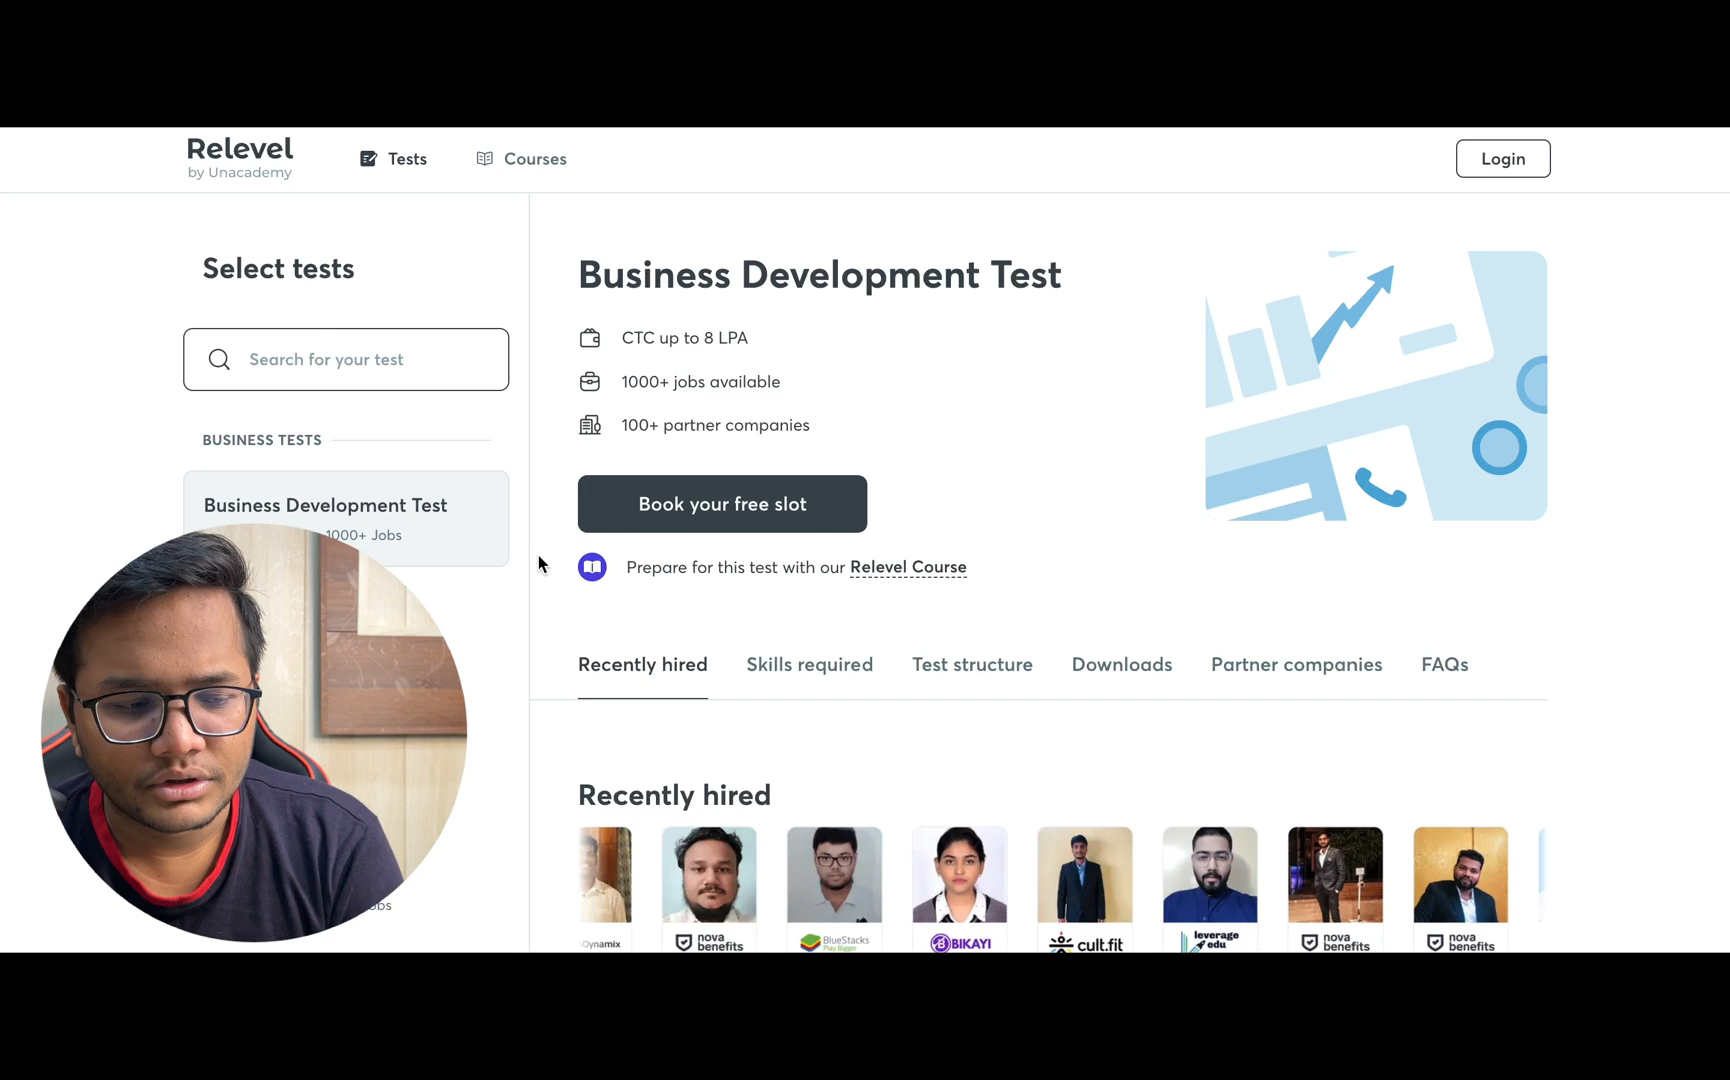 Relevel
by Unacademy
Tests
Courses
Login
Select tests
Search for your test
BUSINESS TESTS
Business Development Test
1000+ Jobs
Business Development Test
CTC up to 8 LPA
1000+ jobs available
100+ partner companies
Book your free slot
Prepare for this test with our Relevel Course
Recently hired
Skills required
Test structure
Downloads
Partner companies
FAQs
Recently hired
Dynamix
nova benefits
BlueStacks
Play Bigger
BIKAYI
cult.fit
leverage edu
nova benefits
nova benefits